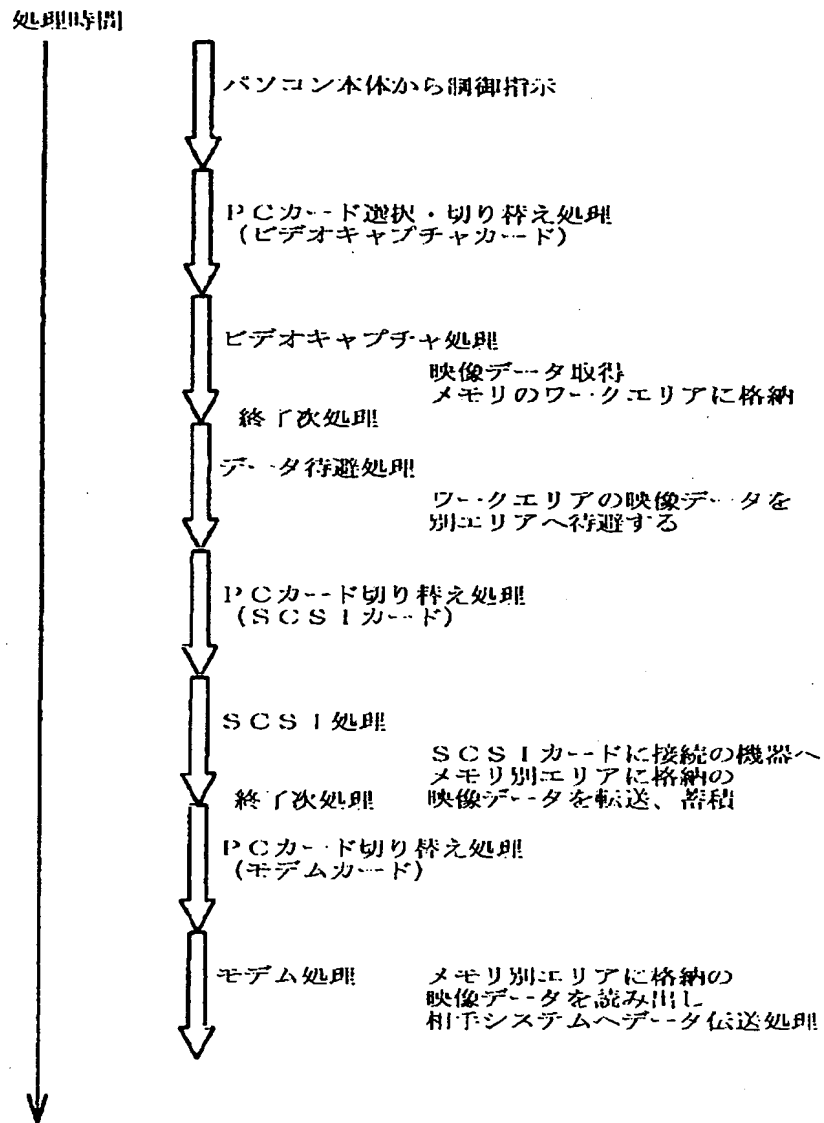 処理時間
パソコン本体から制御指示
PCカード選択・切り替え処理
(ビデオキャプチャカード)
ビデオキャプチャ処理
映像データ取得
メモリのワークエリアに格納
終了次処理
データ待避処理
ワークエリアの映像データを
別エリアへ待避する
PCカード切り替え処理
(SCSIカード)
SCSI処理
SCSIカードに接続の機器へ
メモリ別エリアに格納の
終了次処理 映像データを転送、蓄積
PCカード切り替え処理
(モデムカード)
モデム処理 メモリ別エリアに格納の
映像データを読み出し
相手システムへデータ伝送処理